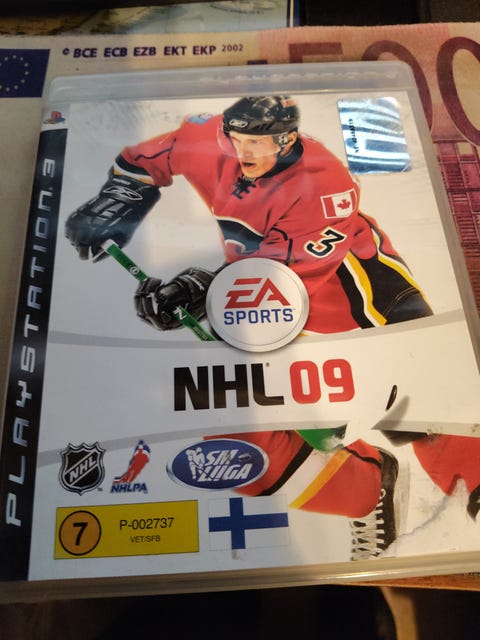 © BCE ECB EZB EKT EKP 2002
500
PLAYSTATION 3
3
EA
SPORTS
NHL 09
NHL
NHLPA
SM
LIIGA
7
P-002737
VET/SFB